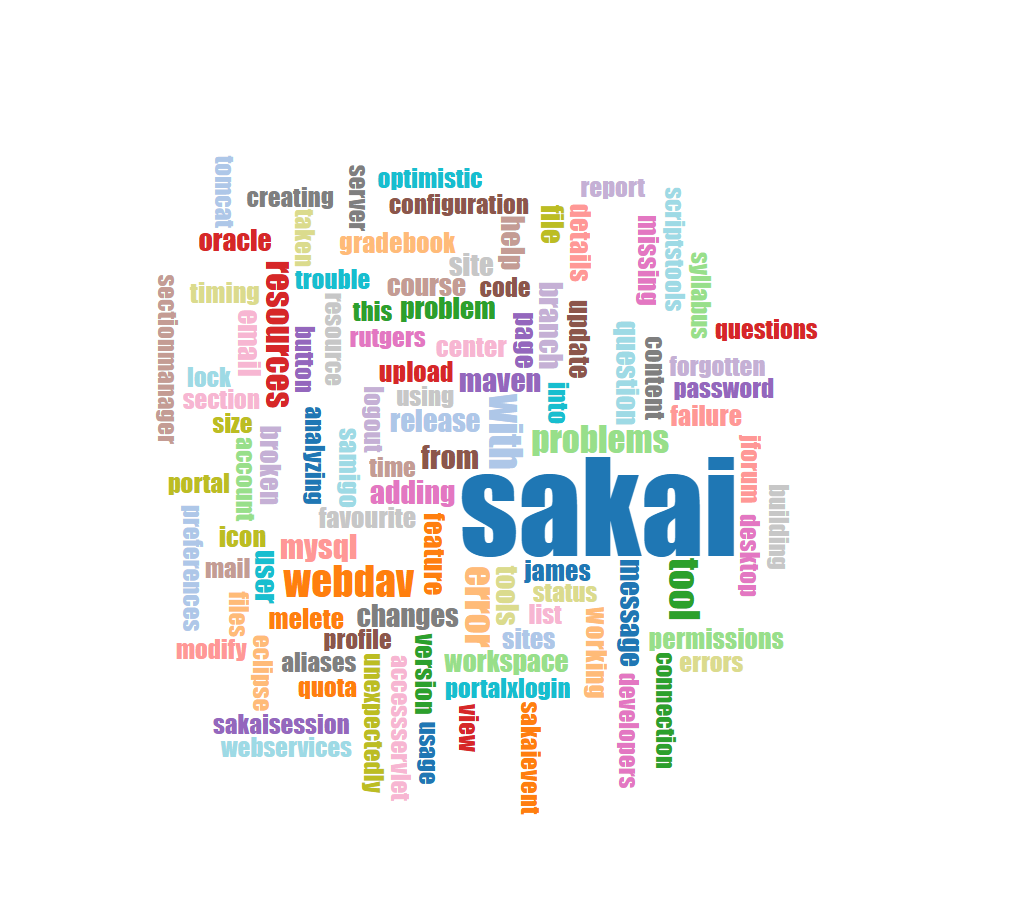 tomcat
creating
server
optimistic
configuration
report
scriptstools
oracle
taken
gradebook
help
file
details
missing
syllabus
sectionmanager
timing
resources
trouble
site
course
code
branch
update
resource
this
problem
rutgers
page
center
questions
question
content
email
button
forgotten
password
failure
lock
section
upload
maven
using
into
logout
release
with
problems
size
account
broken
analyzing
samigo
time
from
sakai
jforum
portal
adding
favourite
building
preferences
icon
mysql
feature
desktop
mail
user
webdav
error
tools
james
status
message
tool
files
melete
changes
list
working
modify
eclipse
profile
aliases
version
sites
workspace
permissions
errors
quota
unexpectedly
accessservlet
portalxlogin
developers
connection
sakaisession
webservices
usage
view
sakaievent